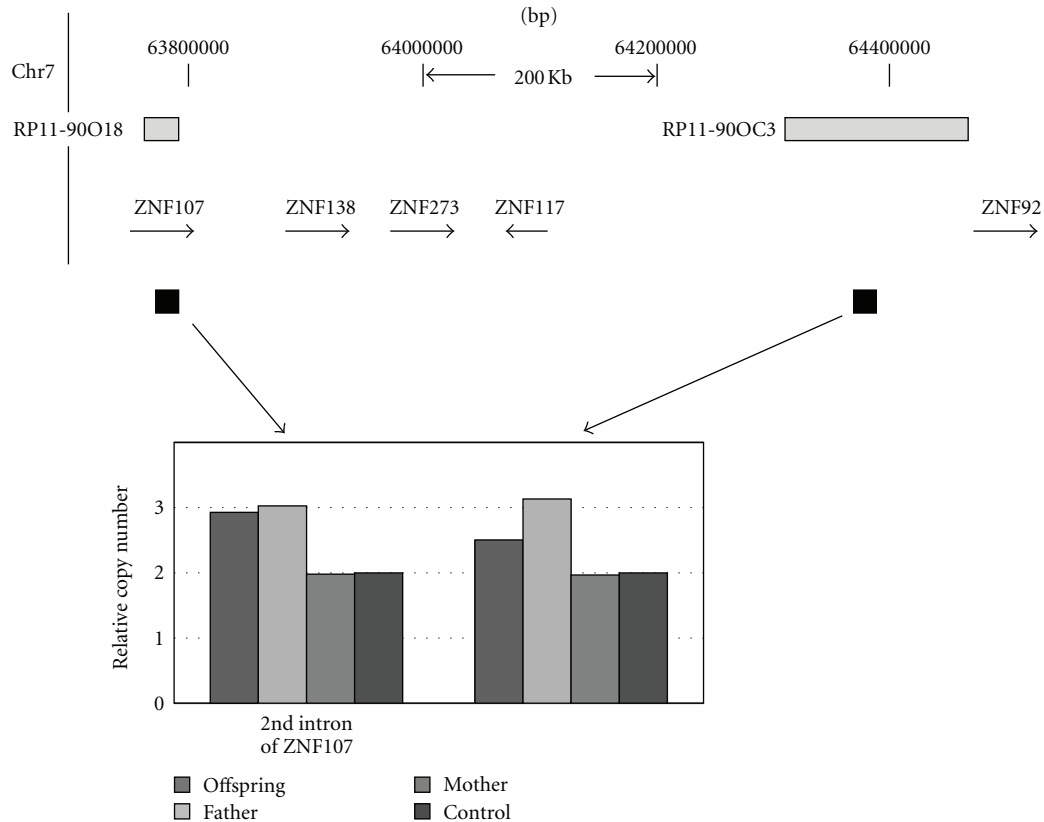 (bp)
63800000 64000000 64200000 64400000
Chr7
200 Kb
RP11-90O18 RP11-90OC3
ZNF107 ZNF138 ZNF273 ZNF117 ZNF92
Relative copy number
3
2
1
0
2nd intron
of ZNF107
Offspring Mother
Father Control